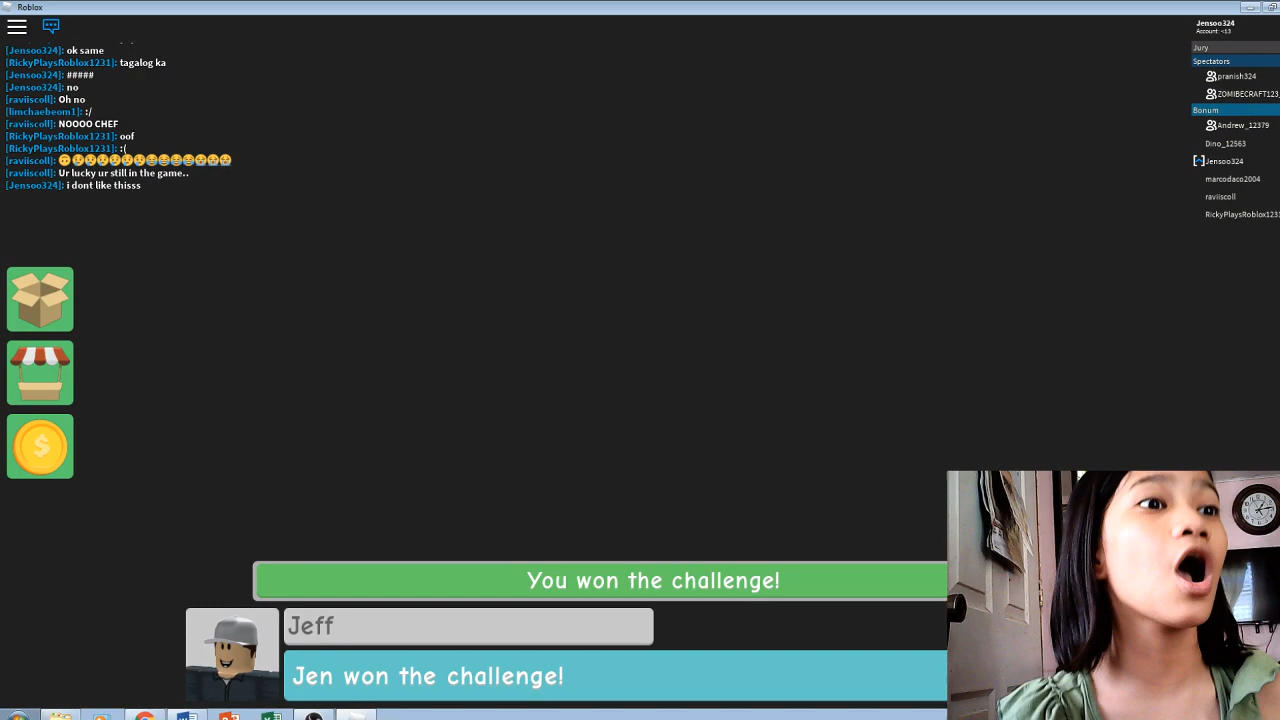 Roblox
[Jensoo324]: ok same
[RickyPlaysRoblox1231]: tagalog ka
[Jensoo324]: #####
[Jensoo324]: no
[raviiscoll]: Oh no
[limchaebeom1]: :/
[raviiscoll]: NOOOO CHEF
[RickyPlaysRoblox1231]: oof
[RickyPlaysRoblox1231]: :(
[raviiscoll]: 🙃😢😢😢😢😢😢😂😂😂😂😭😭😭
[raviiscoll]: Ur lucky ur still in the game..
[Jensoo324]: i dont like thisss
Jensoo324
Account: <13
Jury
Spectators
pranish324
ZOMIBECRAFT123
Bonum
Andrew_12379
Dino_12563
Jensoo324
marcodaco2004
raviiscoll
RickyPlaysRoblox1231
You won the challenge!
Jeff
Jen won the challenge!